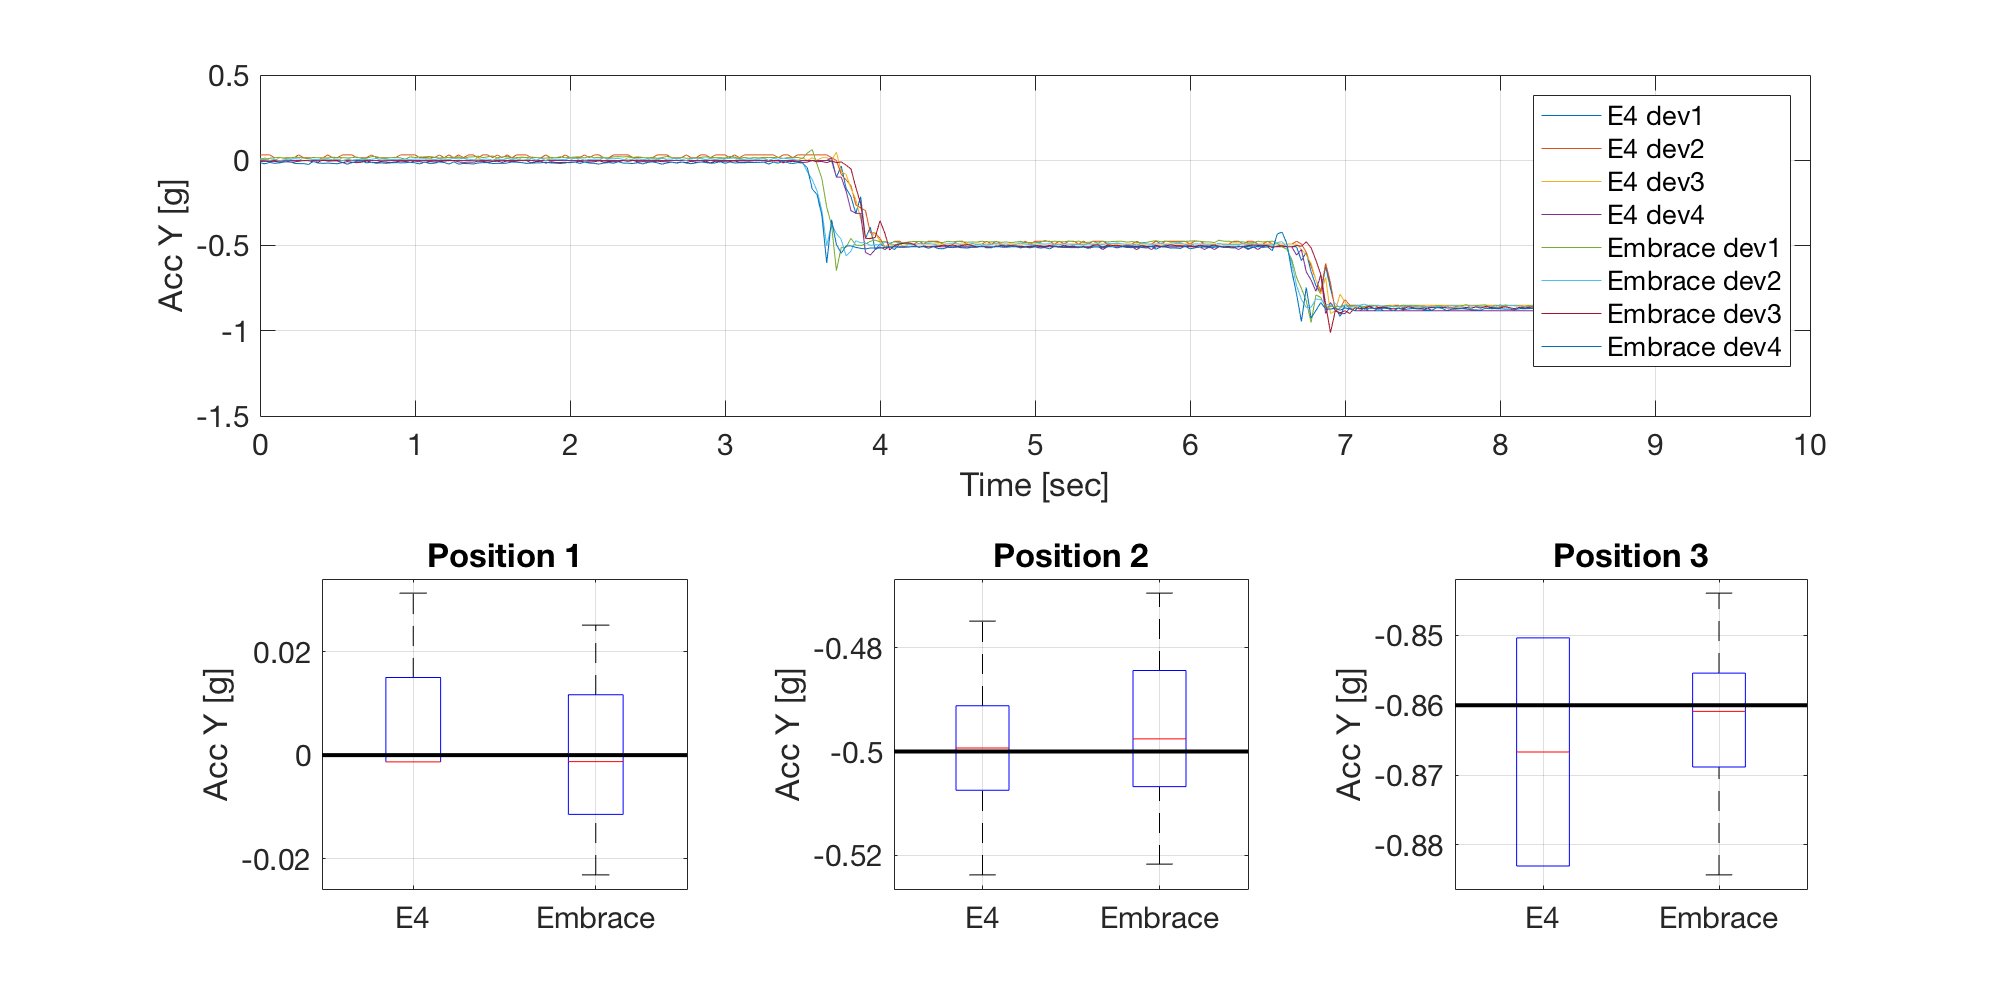 0.5
0
-0.5
-1
-1.5
Acc Y [g]
0 1 2 3 4 5 6 7 8 9 10
Time [sec]
E4 dev1
E4 dev2
E4 dev3
E4 dev4
Embrace dev1
Embrace dev2
Embrace dev3
Embrace dev4
Position 1
0.02
0
-0.02
Acc Y [g]
E4 Embrace
Position 2
-0.48
-0.5
-0.52
Acc Y [g]
E4 Embrace
Position 3
-0.85
-0.86
-0.87
-0.88
Acc Y [g]
E4 Embrace